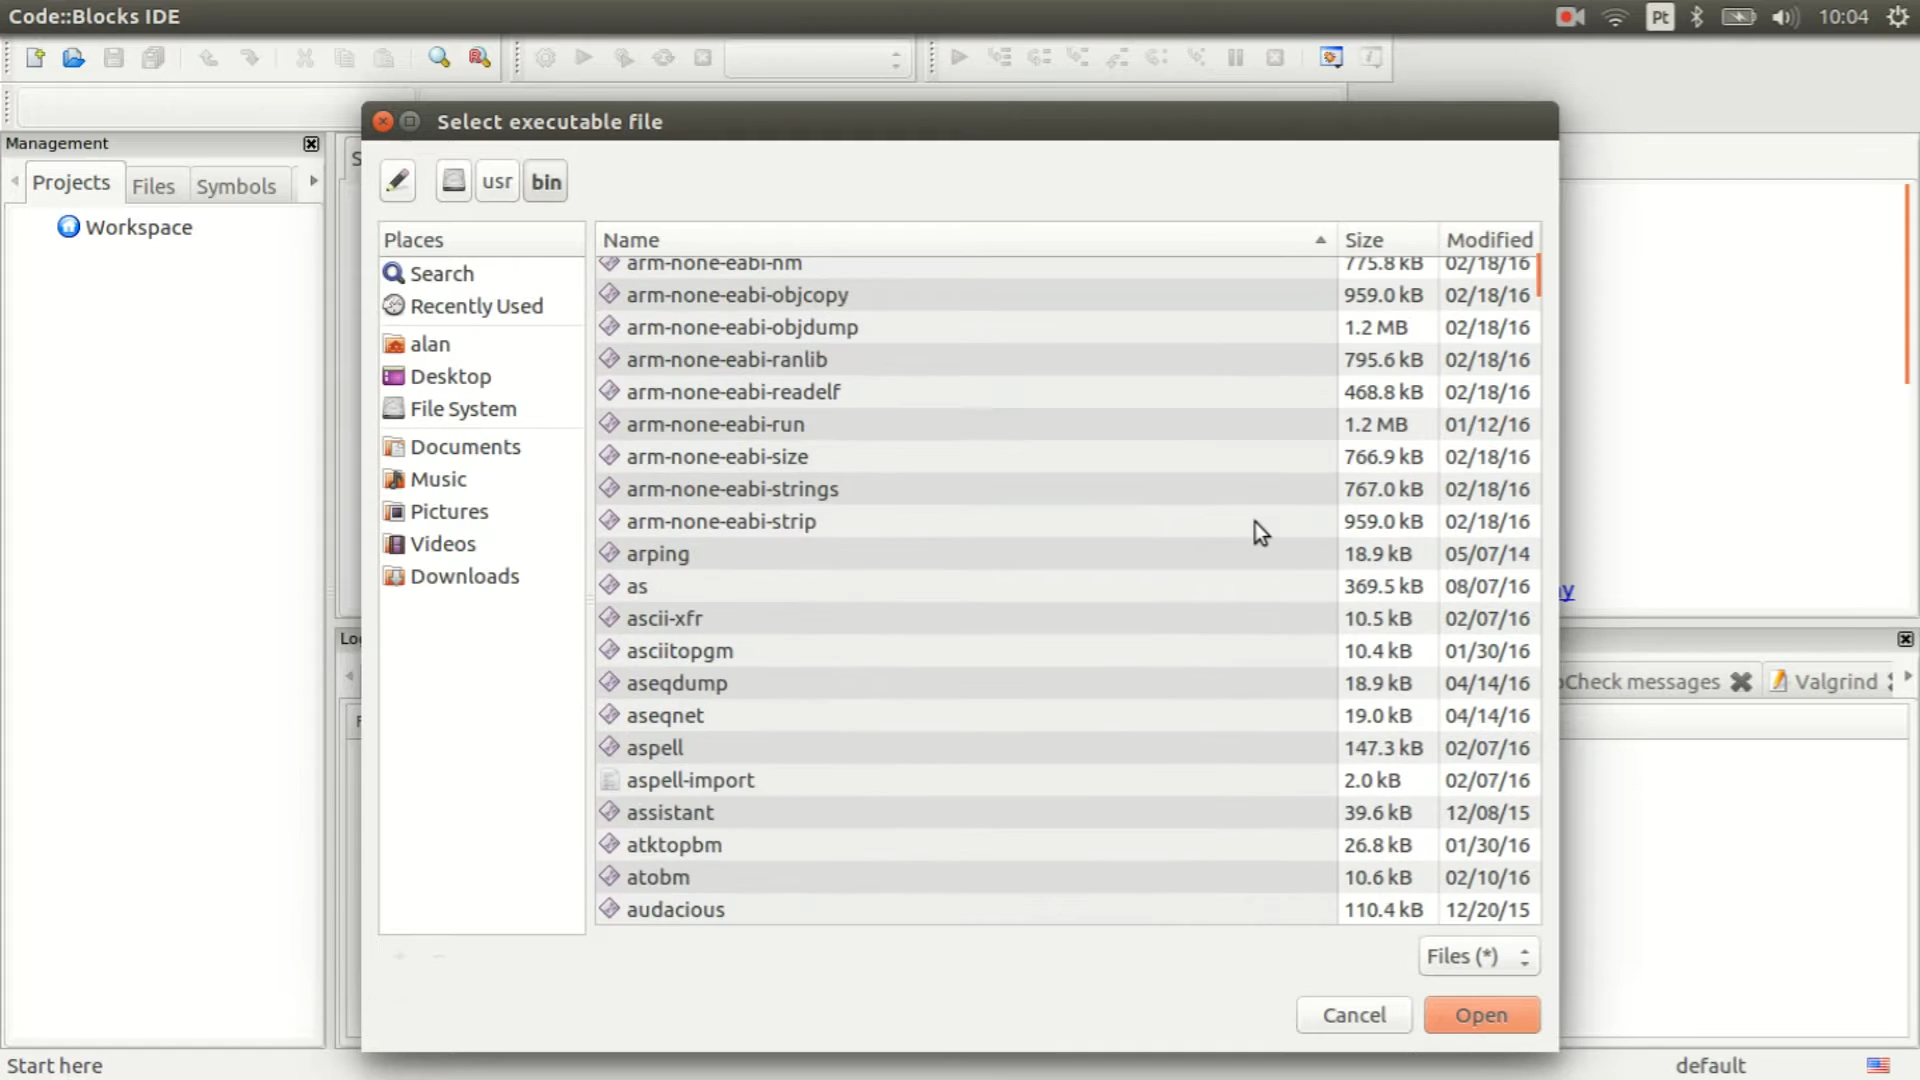 Code::Blocks IDE
Pt
10:04
Management
Projects
Files
Symbols
Workspace
Select executable file
usr
bin
Places
Search
Recently Used
alan
Desktop
File System
Documents
Music
Pictures
Videos
Downloads
Name Size Modified
arm-none-eabi-nm 775.8 kB 02/18/16
arm-none-eabi-objcopy 959.0 kB 02/18/16
arm-none-eabi-objdump 1.2 MB 02/18/16
arm-none-eabi-ranlib 795.6 kB 02/18/16
arm-none-eabi-readelf 468.8 kB 02/18/16
arm-none-eabi-run 1.2 MB 01/12/16
arm-none-eabi-size 766.9 kB 02/18/16
arm-none-eabi-strings 767.0 kB 02/18/16
arm-none-eabi-strip 959.0 kB 02/18/16
arping 18.9 kB 05/07/14
as 369.5 kB 08/07/16
ascii-xfr 10.5 kB 02/07/16
asciitopgm 10.4 kB 01/30/16
aseqdump 18.9 kB 04/14/16
aseqnet 19.0 kB 04/14/16
aspell 147.3 kB 02/07/16
aspell-import 2.0 kB 02/07/16
assistant 39.6 kB 12/08/15
atktopbm 26.8 kB 01/30/16
atobm 10.6 kB 02/10/16
audacious 110.4 kB 12/20/15
Files (*)
Cancel
Open
Check messages
Valgrind
Start here
default